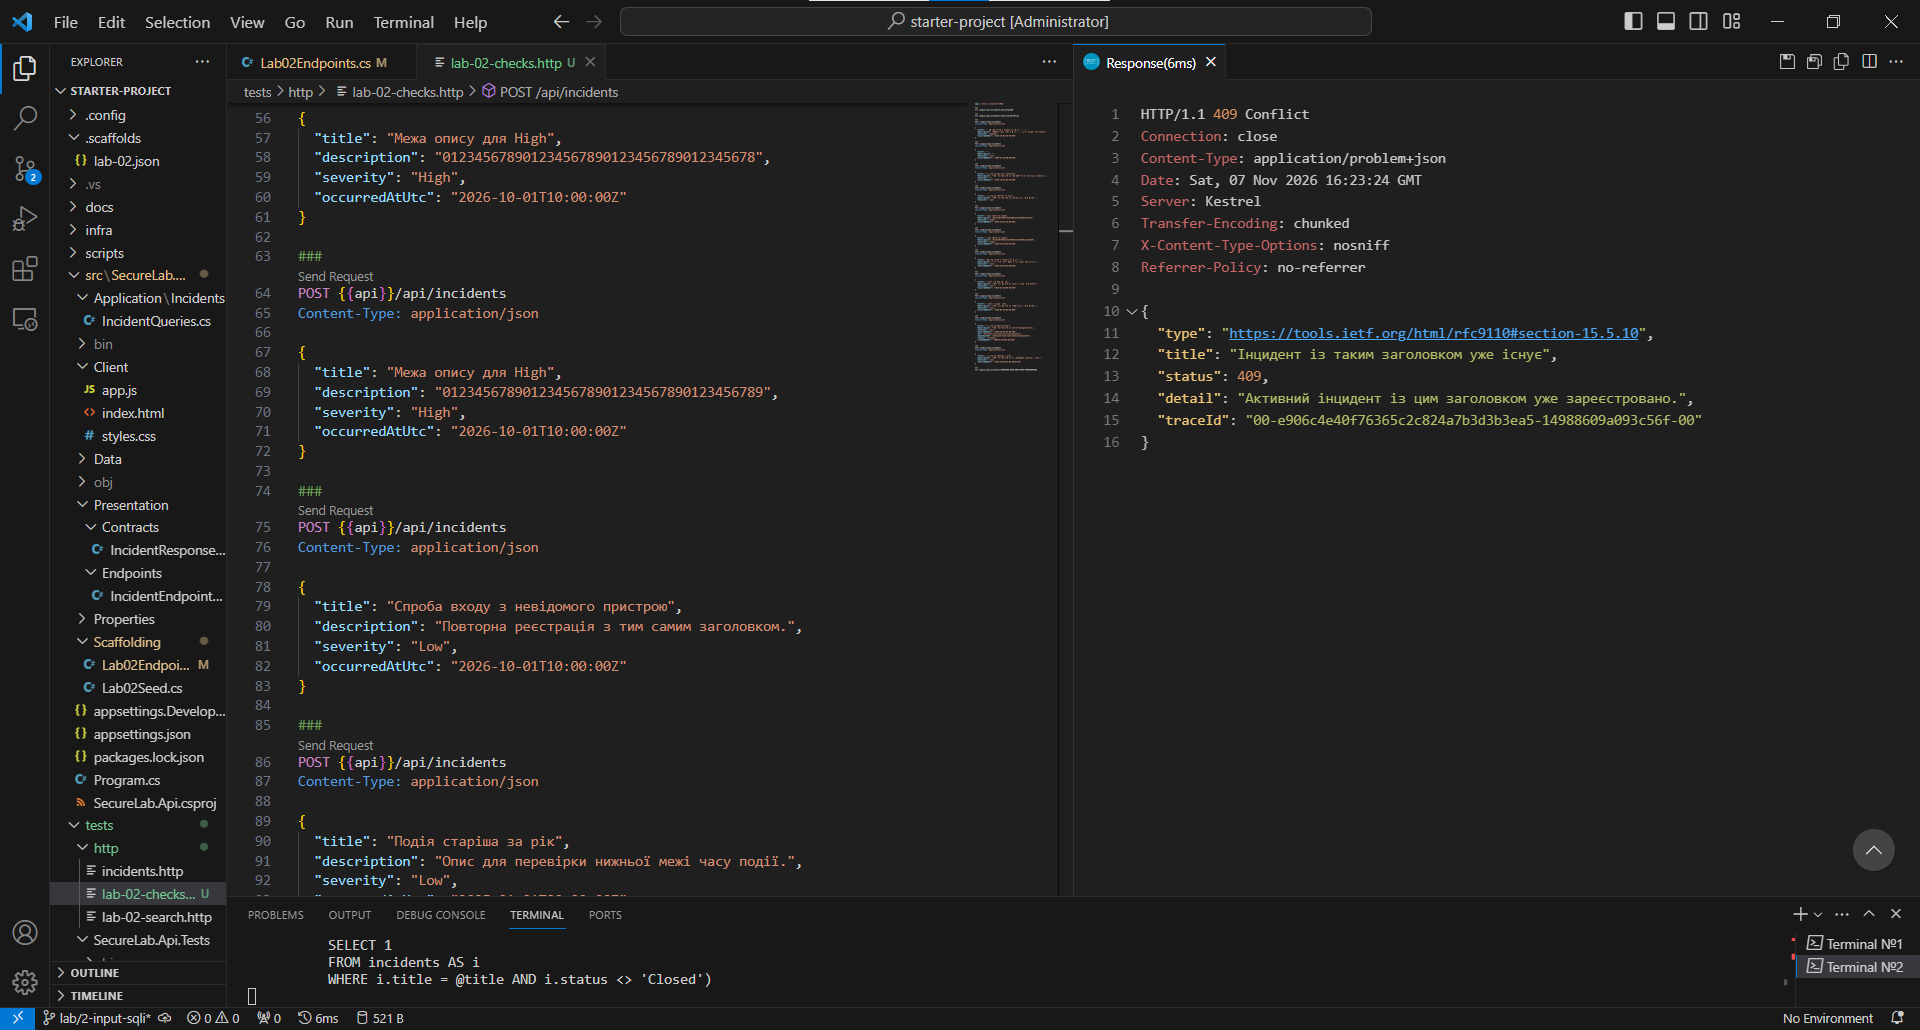 File Edit Selection View Go Run Terminal Help
starter-project [Administrator]
EXPLORER
STARTER-PROJECT
.config
.scaffolds
lab-02.json
.vs
docs
infra
scripts
src\SecureLab....
Application\Incidents
IncidentQueries.cs
bin
Client
app.js
index.html
styles.css
Data
obj
Presentation
Contracts
IncidentResponse...
Endpoints
IncidentEndpoint...
Properties
Scaffolding
Lab02Endpoi... M
Lab02Seed.cs
appsettings.Develop...
appsettings.json
packages.lock.json
Program.cs
SecureLab.Api.csproj
tests
http
incidents.http
lab-02-checks... U
lab-02-search.http
SecureLab.Api.Tests
OUTLINE
TIMELINE
Lab02Endpoints.cs M
lab-02-checks.http U
tests > http > lab-02-checks.http > POST /api/incidents
56 {
57 "title": "Межа опису для High",
58 "description": "012345678901234567890123456789012345678",
59 "severity": "High",
60 "occurredAtUtc": "2026-10-01T10:00:00Z"
61 }
62
63 ###
Send Request
64 POST {{api}}/api/incidents
65 Content-Type: application/json
66
67 {
68 "title": "Межа опису для High",
69 "description": "0123456789012345678901234567890123456789",
70 "severity": "High",
71 "occurredAtUtc": "2026-10-01T10:00:00Z"
72 }
73
74 ###
Send Request
75 POST {{api}}/api/incidents
76 Content-Type: application/json
77
78 {
79 "title": "Спроба входу з невідомого пристрою",
80 "description": "Повторна реєстрація з тим самим заголовком.",
81 "severity": "Low",
82 "occurredAtUtc": "2026-10-01T10:00:00Z"
83 }
84
85 ###
Send Request
86 POST {{api}}/api/incidents
87 Content-Type: application/json
88
89 {
90 "title": "Подія старіша за рік",
91 "description": "Опис для перевірки нижньої межі часу події.",
92 "severity": "Low",
Response(6ms)
1 HTTP/1.1 409 Conflict
2 Connection: close
3 Content-Type: application/problem+json
4 Date: Sat, 07 Nov 2026 16:23:24 GMT
5 Server: Kestrel
6 Transfer-Encoding: chunked
7 X-Content-Type-Options: nosniff
8 Referrer-Policy: no-referrer
9
10 {
11 "type": "https://tools.ietf.org/html/rfc9110#section-15.5.10",
12 "title": "Інцидент із таким заголовком уже існує",
13 "status": 409,
14 "detail": "Активний інцидент із цим заголовком уже зареєстровано.",
15 "traceId": "00-e906c4e40f76365c2c824a7b3d3b3ea5-14988609a093c56f-00"
16 }
PROBLEMS OUTPUT DEBUG CONSOLE TERMINAL PORTS
SELECT 1
FROM incidents AS i
WHERE i.title = @title AND i.status <> 'Closed')
Terminal №1
Terminal №2
2
lab/2-input-sqli* 0 0 0 6ms 521 B
No Environment